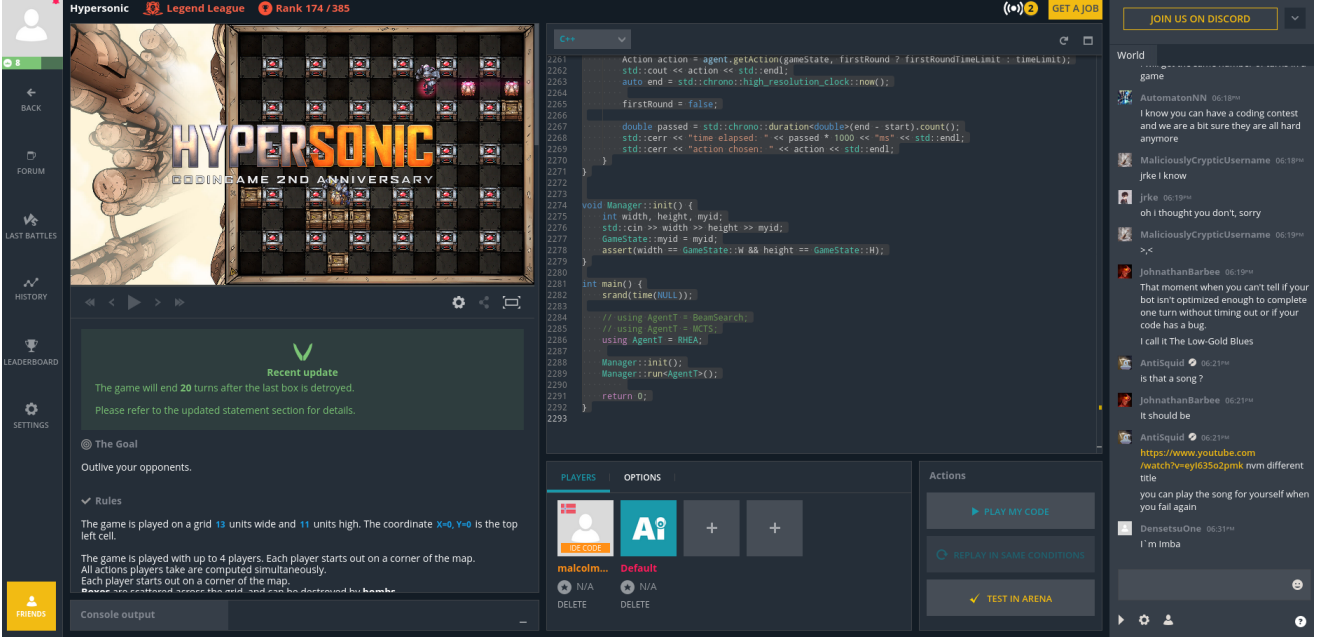 Hypersonic
Legend League
Rank 174 / 385
2
GET A JOB
8
BACK
FORUM
LAST BATTLES
HISTORY
LEADERBOARD
SETTINGS
FRIENDS
HYPERSONIC
CODINGAME 2ND ANNIVERSARY
Recent update
The game will end 20 turns after the last box is detroyed.
Please refer to the updated statement section for details.
The Goal
Outlive your opponents.
Rules
The game is played on a grid 13 units wide and 11 units high. The coordinate X=0, Y=0 is the top
left cell.
The game is played with up to 4 players. Each player starts out on a corner of the map.
All actions players take are computed simultaneously.
Each player starts out on a corner of the map.
Boxes are scattered across the grid, and can be destroyed by bombs.
Console output
C++
2261 Action action = agent.getAction(gameState, firstRound ? firstRoundTimeLimit : timeLimit);
2262 std::cout << action << std::endl;
2263 auto end = std::chrono::high_resolution_clock::now();
2264
2265 firstRound = false;
2266
2267 double passed = std::chrono::duration<double>(end - start).count();
2268 std::cerr << "time elapsed: " << passed * 1000 << "ms" << std::endl;
2269 std::cerr << "action chosen: " << action << std::endl;
2270 }
2271 }
2272
2273
2274 void Manager::init() {
2275 int width, height, myid;
2276 std::cin >> width >> height >> myid;
2277 GameState::myid = myid;
2278 assert(width == GameState::W && height == GameState::H);
2279 }
2280
2281 int main() {
2282 srand(time(NULL));
2283
2284 // using AgentT = BeamSearch;
2285 // using AgentT = MCTS;
2286 using AgentT = RHEA;
2287
2288 Manager::init();
2289 Manager::run<AgentT>();
2290
2291 return 0;
2292 }
2293
PLAYERS
OPTIONS
IDE CODE
malcolm...
N/A
DELETE
Ai
Default
N/A
DELETE
+
+
Actions
PLAY MY CODE
REPLAY IN SAME CONDITIONS
TEST IN ARENA
JOIN US ON DISCORD
World
game
AutomatonNN 06:18PM
I know you can have a coding contest
and we are a bit sure they are all hard
anymore
MaliciouslyCrypticUsername 06:18PM
jrke I know
jrke 06:19PM
oh i thought you don't, sorry
MaliciouslyCrypticUsername 06:19PM
>,<
JohnathanBarbee 06:19PM
That moment when you can't tell if your
bot isn't optimized enough to complete
one turn without timing out or if your
code has a bug.
I call it The Low-Gold Blues
AntiSquid 06:21PM
is that a song ?
JohnathanBarbee 06:21PM
It should be
AntiSquid 06:21PM
https://www.youtube.com
/watch?v=eyI635o2pmk nvm different
title
you can play the song for yourself when
you fail again
DensetsuOne 06:31PM
I`m Imba